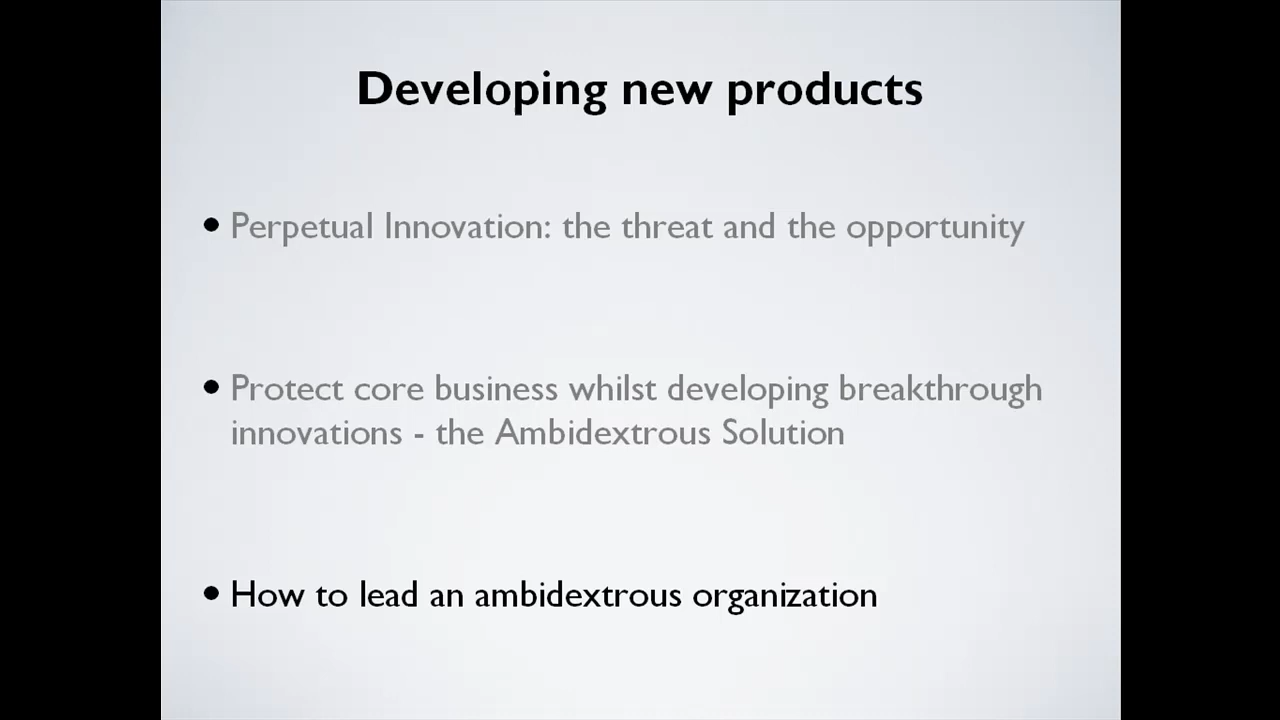 Developing new products
• Perpetual Innovation: the threat and the opportunity
• Protect core business whilst developing breakthrough
innovations - the Ambidextrous Solution
• How to lead an ambidextrous organization